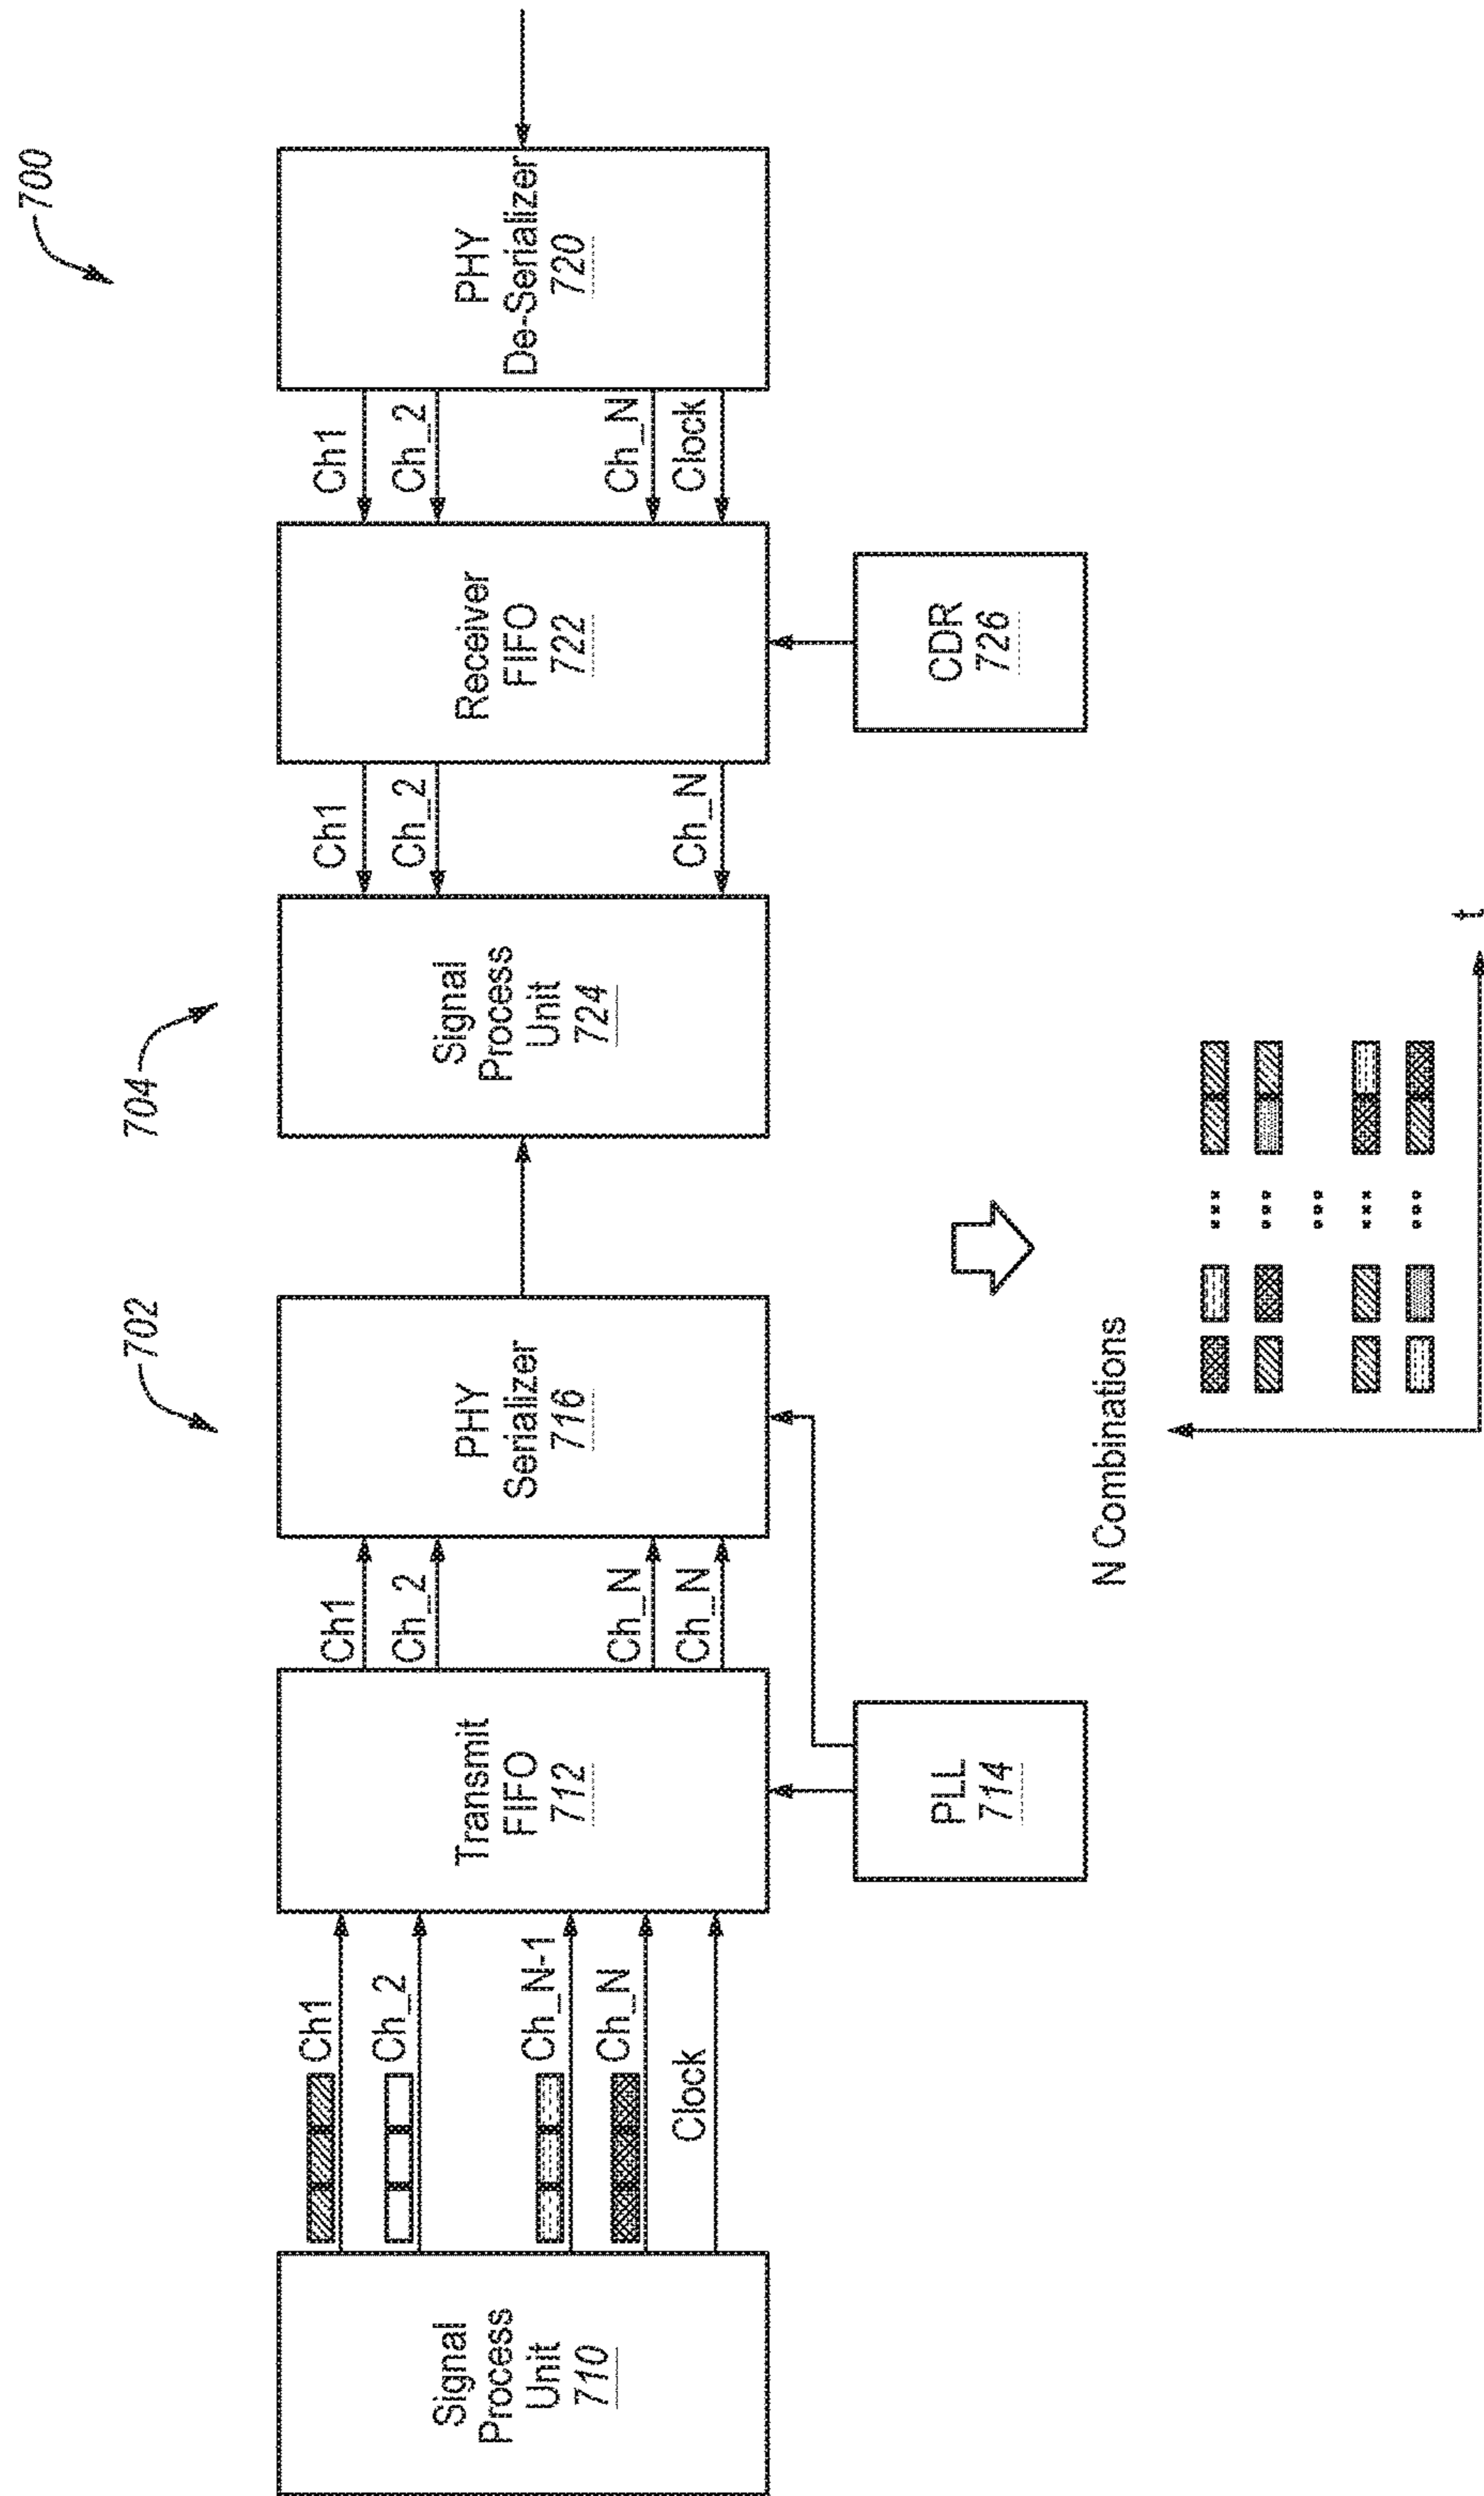 700
702
704
Signal
Process
Unit
710
Ch1
Ch_2
Ch_N-1
Ch_N
Clock
Transmit
FIFO
712
PLL
714
Ch1
Ch_2
Ch_N
Ch_N
PHY
Serializer
716
Signal
Process
Unit
724
Ch1
Ch_2
Ch_N
Receiver
FIFO
722
CDR
726
Ch1
Ch_2
Ch_N
Clock
PHY
De-Serializer
720
N Combinations
t